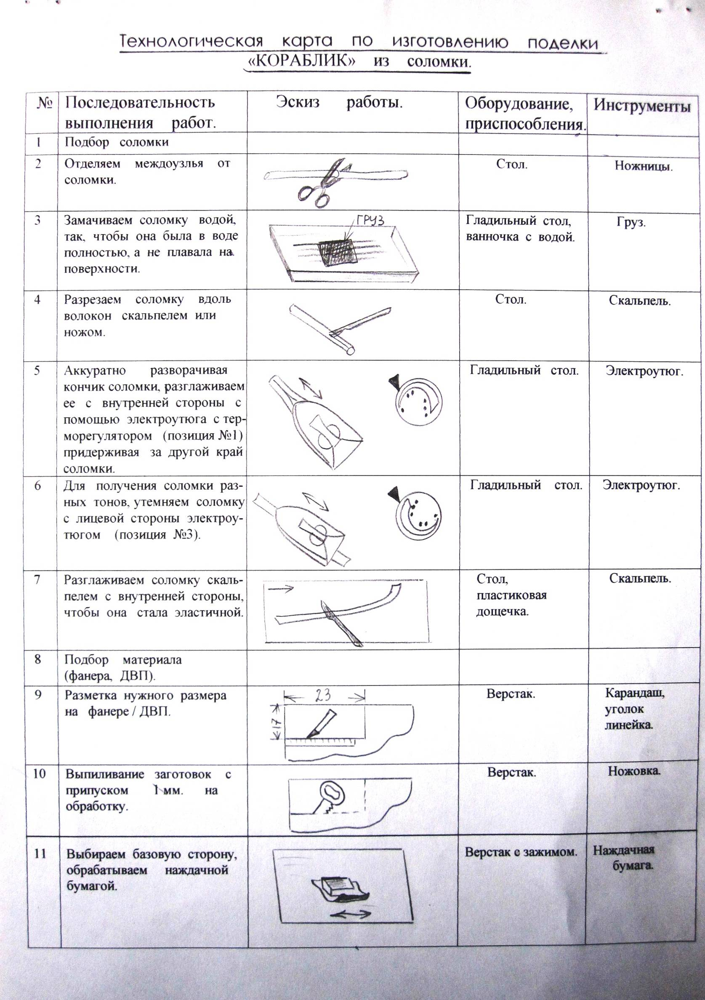 Технологическая карта по изготовлению поделки
«КОРАБЛИК» из соломки.
№
Последовательность
выполнения работ.
Эскиз работы.
Оборудование,
приспособления.
Инструменты
1
Подбор соломки
2
Отделяем междоузлья от
соломки.
Стол.
Ножницы.
3
Замачиваем соломку водой,
так, чтобы она была в воде
полностью, а не плавала на
поверхности.
ГРУЗ
Гладильный стол,
ванночка с водой.
Груз.
4
Разрезаем соломку вдоль
волокон скальпелем или
ножом.
Стол.
Скальпель.
5
Аккуратно разворачивая
кончик соломки, разглаживаем
ее с внутренней стороны с
помощью электроутюга с тер-
морегулятором (позиция №1)
придерживая за другой край
соломки.
Гладильный стол.
Электроутюг.
6
Для получения соломки раз-
ных тонов, утемняем соломку
с лицевой стороны электроу-
тюгом (позиция №3).
Гладильный стол.
Электроутюг.
7
Разглаживаем соломку скаль-
пелем с внутренней стороны,
чтобы она стала эластичной.
Стол,
пластиковая
дощечка.
Скальпель.
8
Подбор материала
(фанера, ДВП).
9
Разметка нужного размера
на фанере / ДВП.
23
17
Верстак.
Карандаш,
уголок
линейка.
10
Выпиливание заготовок с
припуском 1 мм. на
обработку.
Верстак.
Ножовка.
11
Выбираем базовую сторону,
обрабатываем наждачной
бумагой.
Верстак с зажимом.
Наждачная
бумага.